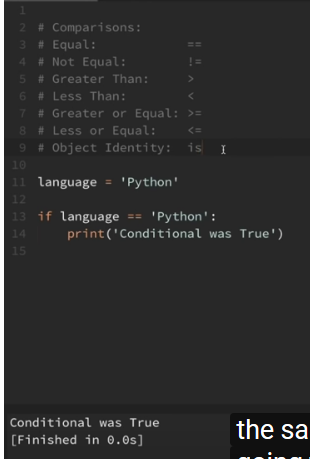 1
2 # Comparisons:
3 # Equal:            ==
4 # Not Equal:        !=
5 # Greater Than:     >
6 # Less Than:        <
7 # Greater or Equal: >=
8 # Less or Equal:    <=
9 # Object Identity:  is
10
11 language = 'Python'
12
13 if language == 'Python':
14     print('Conditional was True')
15
Conditional was True
[Finished in 0.0s]
the sa